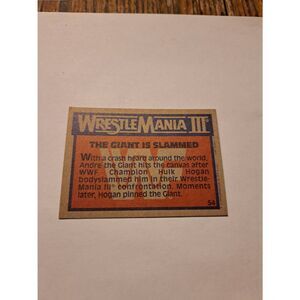 WRESTLEMANIA III®
THE GIANT IS SLAMMED
With a crash heard around the world,
Andre the Giant hits the canvas after
WWF Champion Hulk Hogan
bodyslammed him in their Wrestle-
Mania III® confrontation. Moments
later, Hogan pinned the Giant.
54